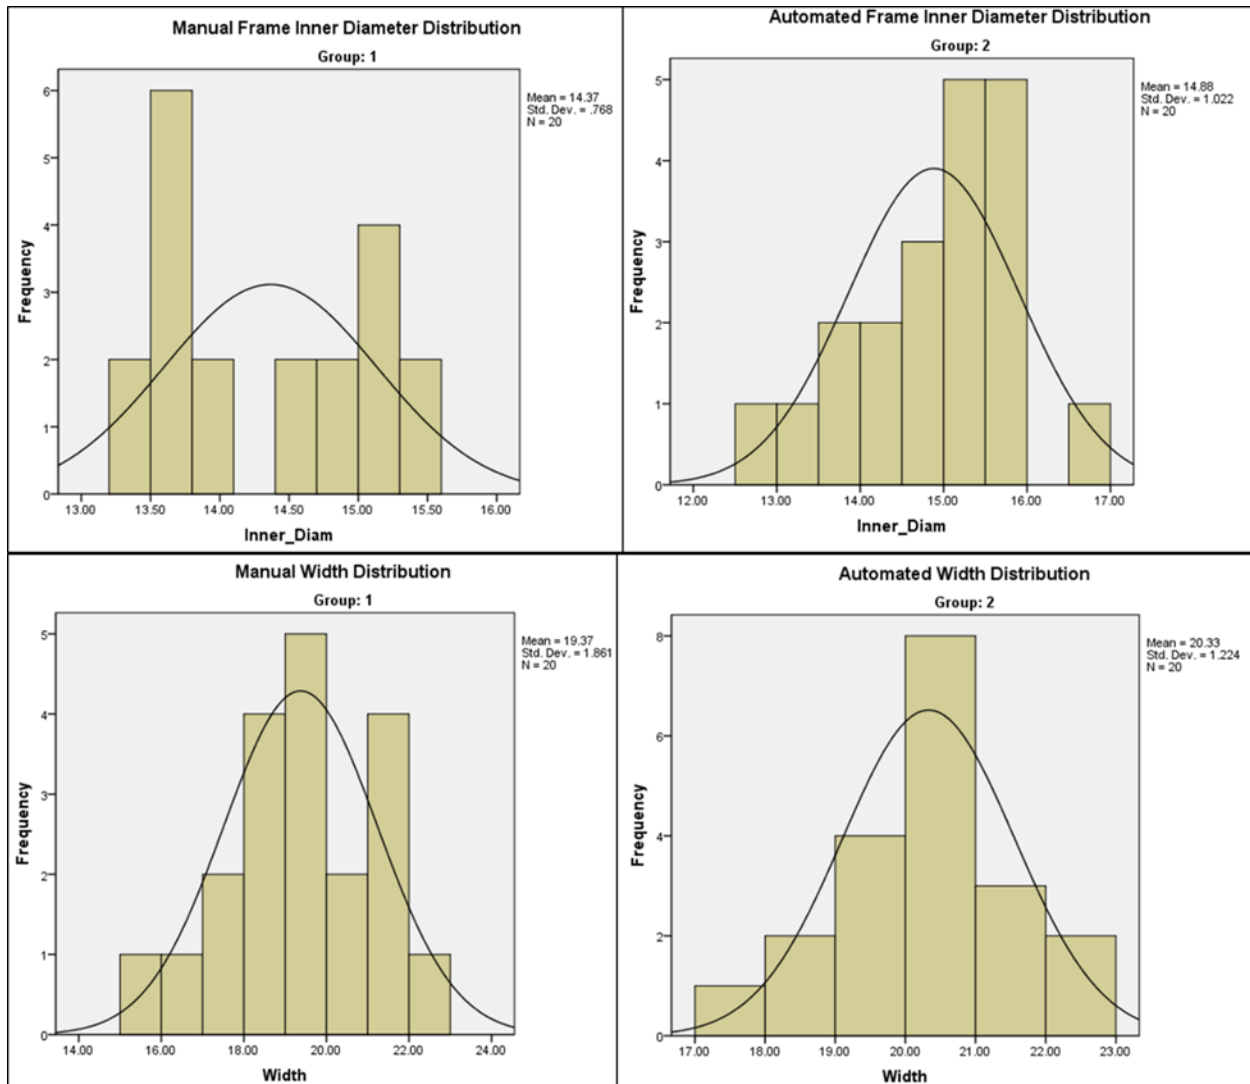 Manual Frame Inner Diameter Distribution
Group: 1
Mean = 14.37
Std. Dev. = .768
N = 20
Frequency
6
5
4
3
2
1
0
13.00 13.50 14.00 14.50 15.00 15.50 16.00
Inner_Diam
Automated Frame Inner Diameter Distribution
Group: 2
Mean = 14.88
Std. Dev. = 1.022
N = 20
Frequency
5
4
3
2
1
0
12.00 13.00 14.00 15.00 16.00 17.00
Inner_Diam
Manual Width Distribution
Group: 1
Mean = 19.37
Std. Dev. = 1.861
N = 20
Frequency
5
4
3
2
1
0
14.00 16.00 18.00 20.00 22.00 24.00
Width
Automated Width Distribution
Group: 2
Mean = 20.33
Std. Dev. = 1.224
N = 20
Frequency
8
6
4
2
0
17.00 18.00 19.00 20.00 21.00 22.00 23.00
Width